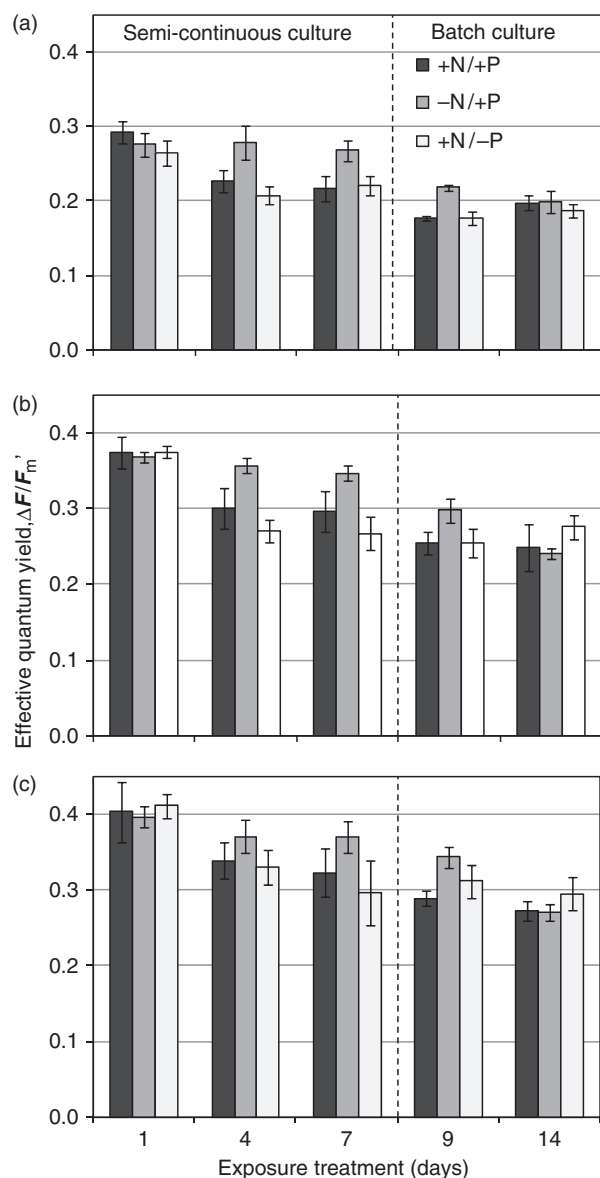 (a)
Semi-continuous culture
Batch culture
+N/+P
–N/+P
+N/–P
0.4
0.3
0.2
0.1
0.0
(b)
0.4
0.3
0.2
0.1
0.0
Effective quantum yield, ΔF/Fm'
(c)
0.4
0.3
0.2
0.1
0.0
1 4 7 9 14
Exposure treatment (days)